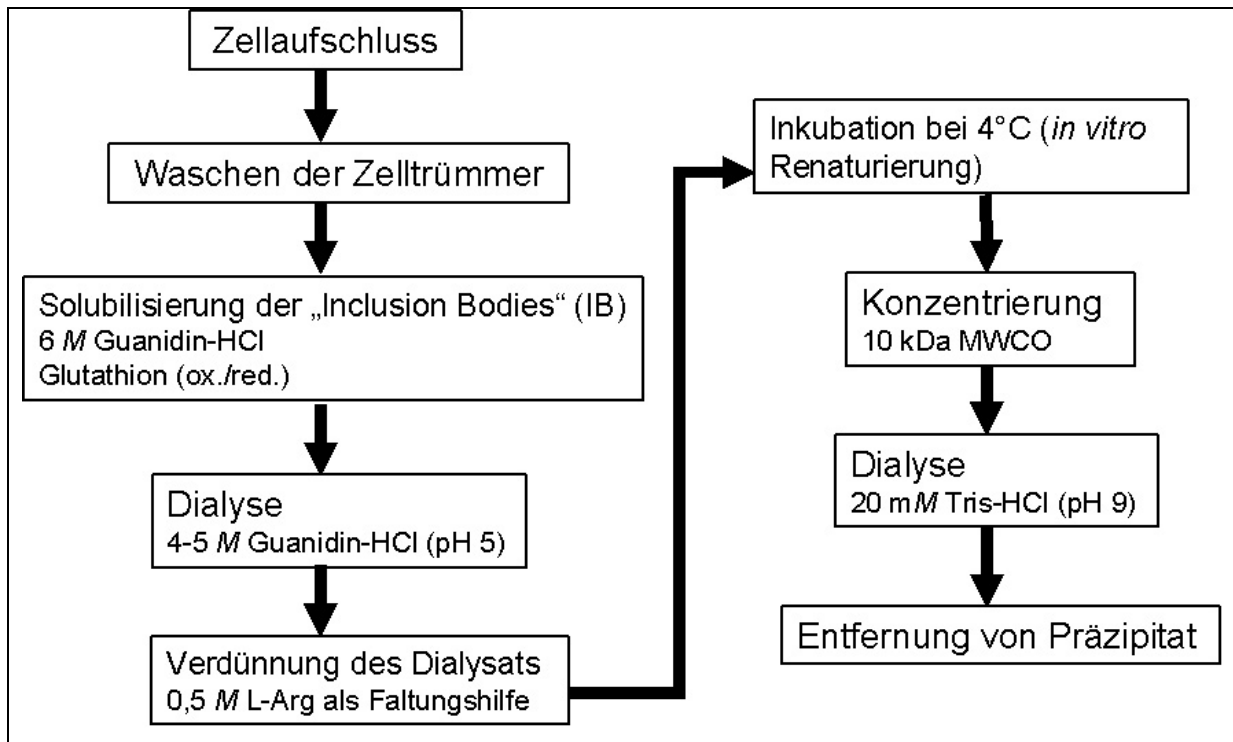 Zellaufschluss
Waschen der Zelltrümmer
Solubilisierung der „Inclusion Bodies“ (IB)
6 M Guanidin-HCl
Glutathion (ox./red.)
Dialyse
4-5 M Guanidin-HCl (pH 5)
Verdünnung des Dialysats
0,5 M L-Arg als Faltungshilfe
Inkubation bei 4°C (in vitro
Renaturierung)
Konzentrierung
10 kDa MWCO
Dialyse
20 mM Tris-HCl (pH 9)
Entfernung von Präzipitat